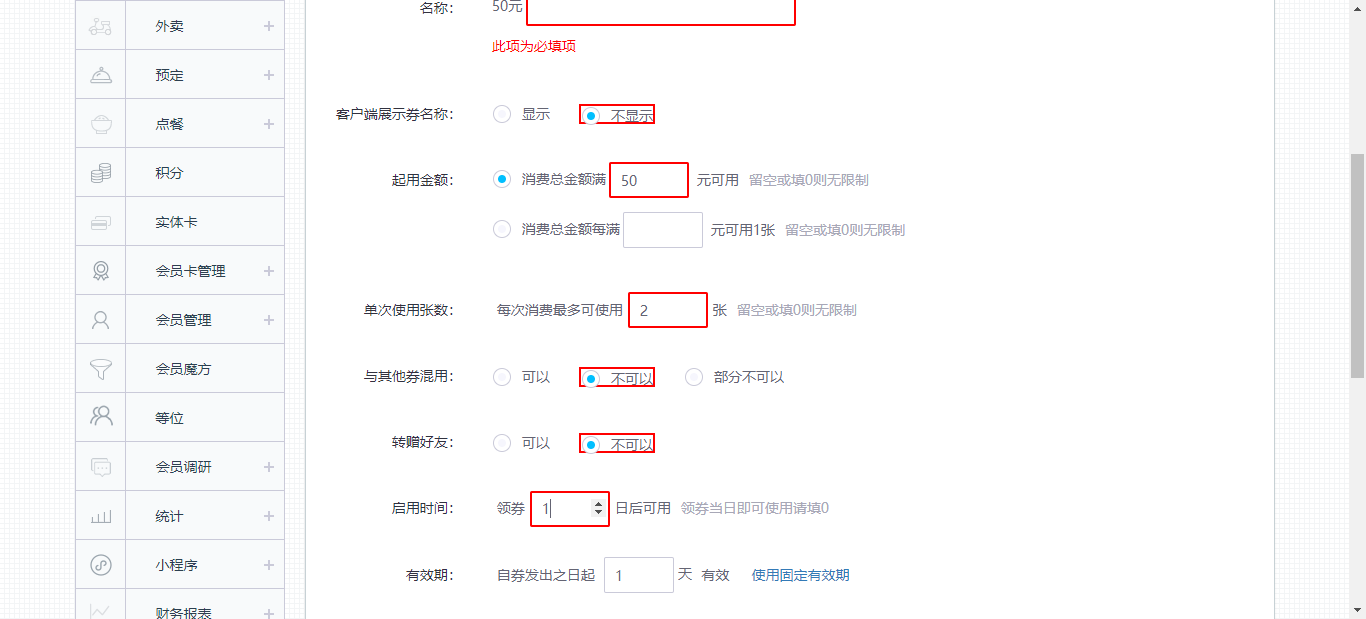 外卖
预定
点餐
积分
实体卡
会员卡管理
会员管理
会员魔方
等位
会员调研
统计
小程序
财务报表
名称: 50元
此项为必填项
客户端展示券名称: 显示 不显示
起用金额: 消费总金额满 50 元可用 留空或填0则无限制
消费总金额每满 元可用1张 留空或填0则无限制
单次使用张数: 每次消费最多可使用 2 张 留空或填0则无限制
与其他券混用: 可以 不可以 部分不可以
转赠好友: 可以 不可以
启用时间: 领券 1 日后可用 领券当日即可使用请填0
有效期: 自券发出之日起 1 天 有效 使用固定有效期